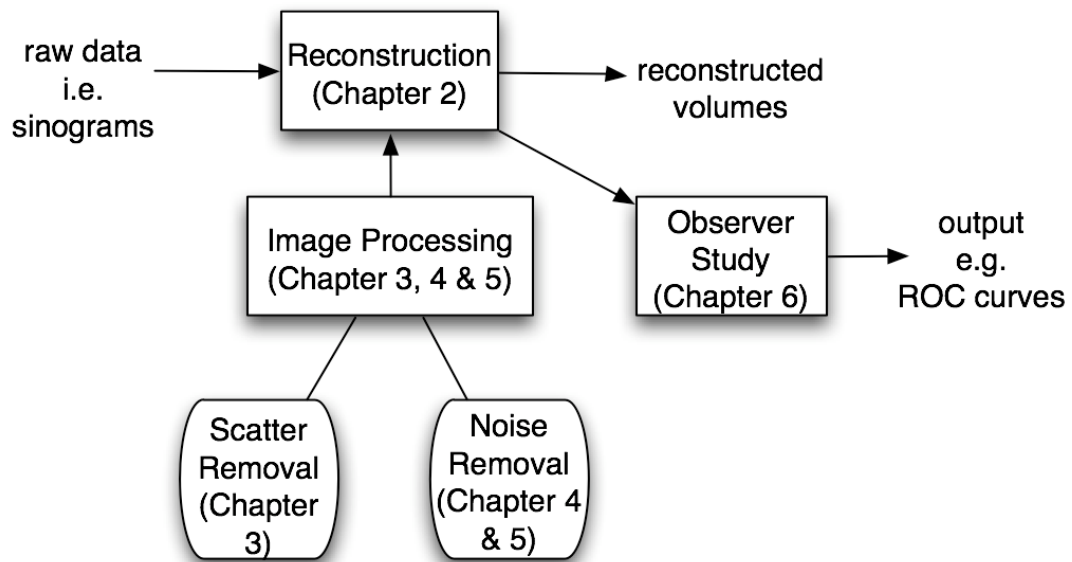 raw data
i.e.
sinograms
Reconstruction
(Chapter 2)
reconstructed
volumes
Image Processing
(Chapter 3, 4 & 5)
Observer
Study
(Chapter 6)
output
e.g.
ROC curves
Scatter
Removal
(Chapter
3)
Noise
Removal
(Chapter 4
& 5)